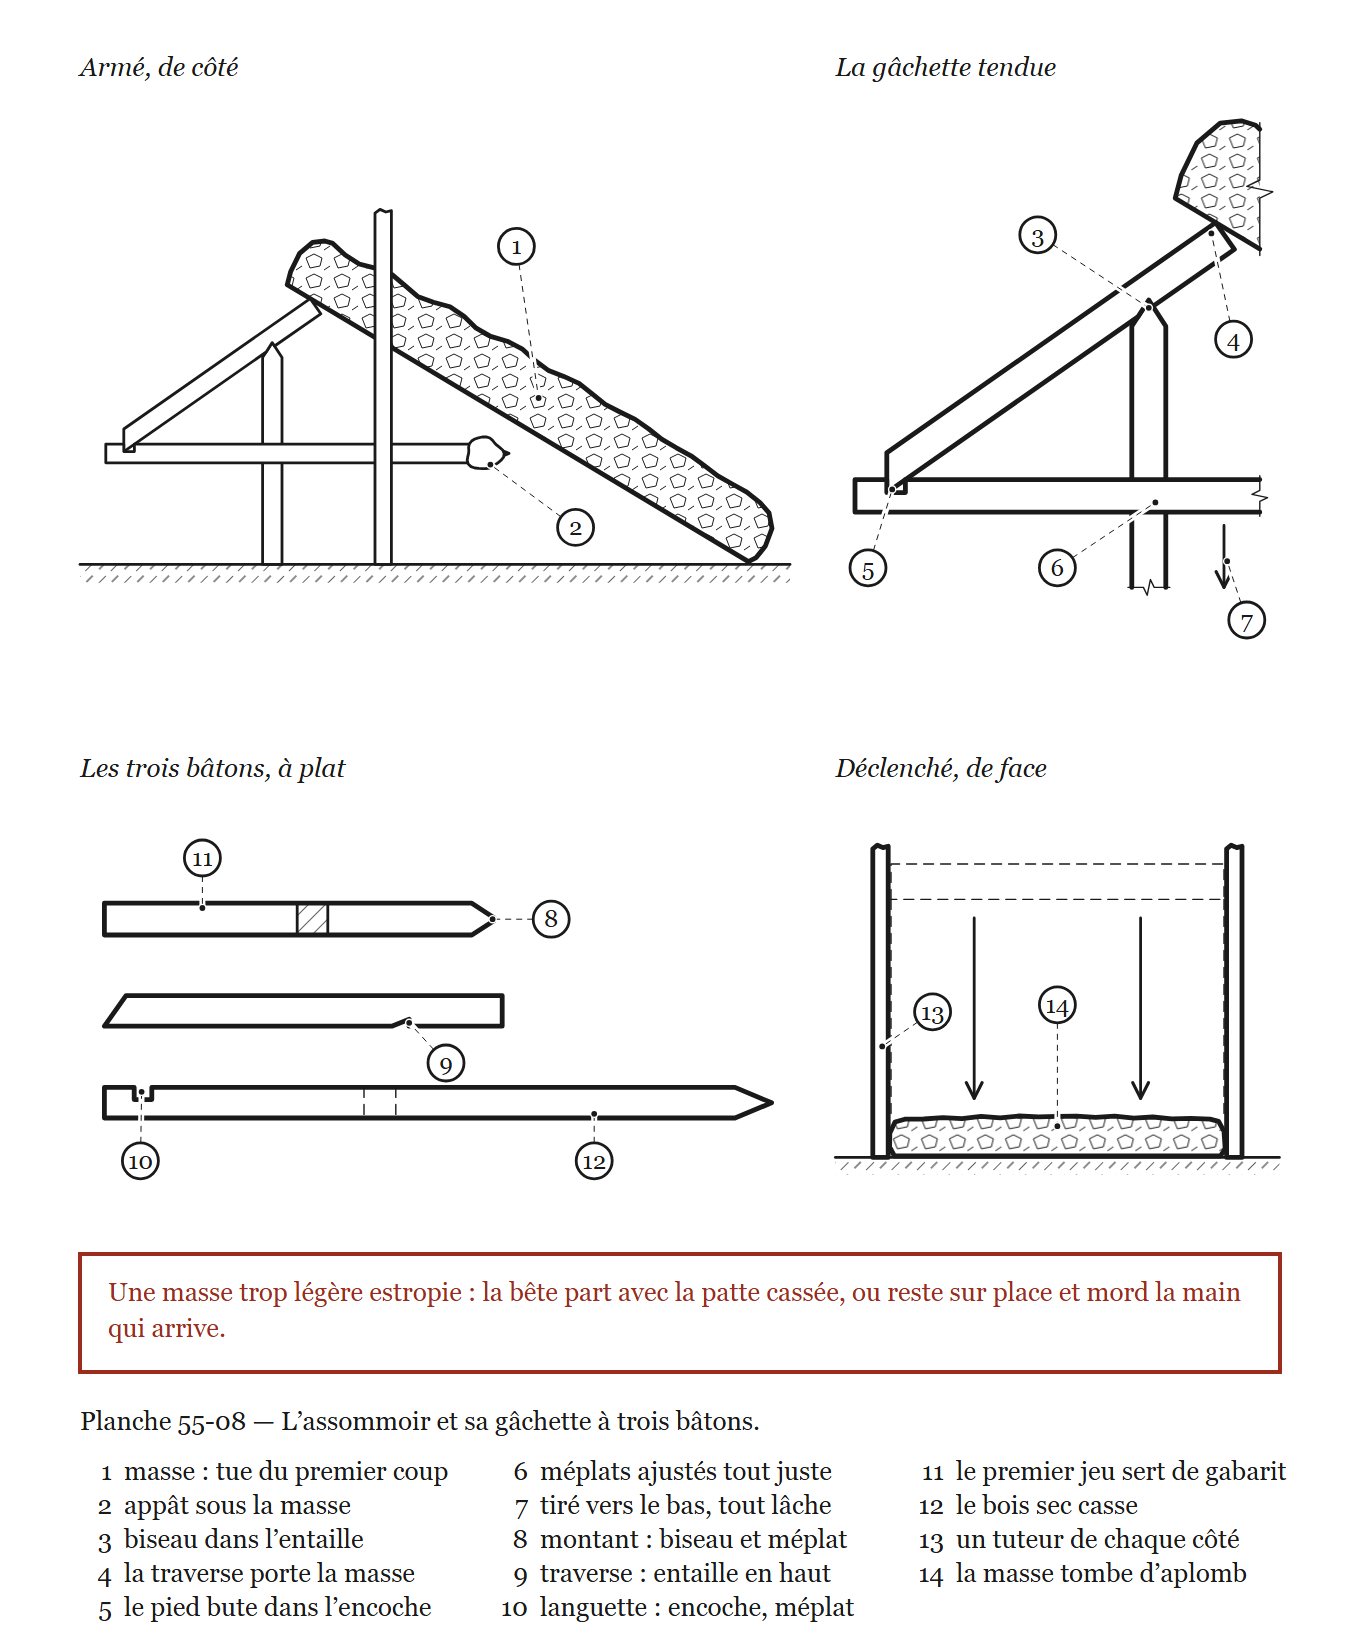 Armé, de côté
La gâchette tendue
1
2
3
4
5
6
7
Les trois bâtons, à plat
Déclenché, de face
11
8
9
10
12
13
14
Une masse trop légère estropie : la bête part avec la patte cassée, ou reste sur place et mord la main
qui arrive.
Planche 55-08 — L’assommoir et sa gâchette à trois bâtons.
1 masse : tue du premier coup
2 appât sous la masse
3 biseau dans l’entaille
4 la traverse porte la masse
5 le pied bute dans l’encoche
6 méplats ajustés tout juste
7 tiré vers le bas, tout lâche
8 montant : biseau et méplat
9 traverse : entaille en haut
10 languette : encoche, méplat
11 le premier jeu sert de gabarit
12 le bois sec casse
13 un tuteur de chaque côté
14 la masse tombe d’aplomb